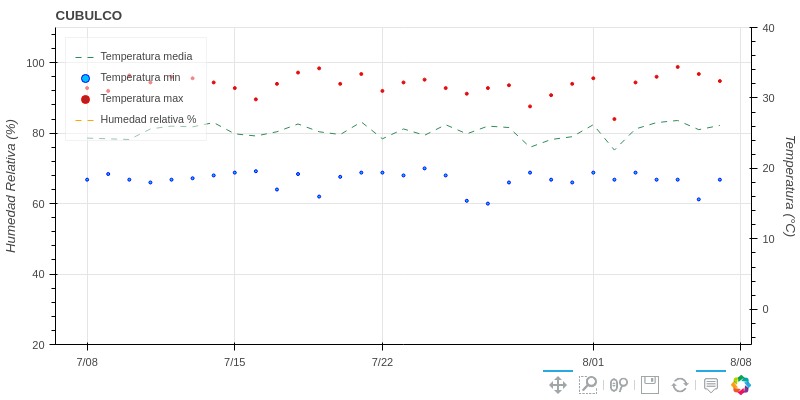 CUBULCO
Temperatura media
Temperatura min
Temperatura max
Humedad relativa %
Humedad Relativa (%)
100
80
60
40
20
Temperatura (°C)
40
30
20
10
0
7/08
7/15
7/22
8/01
8/08